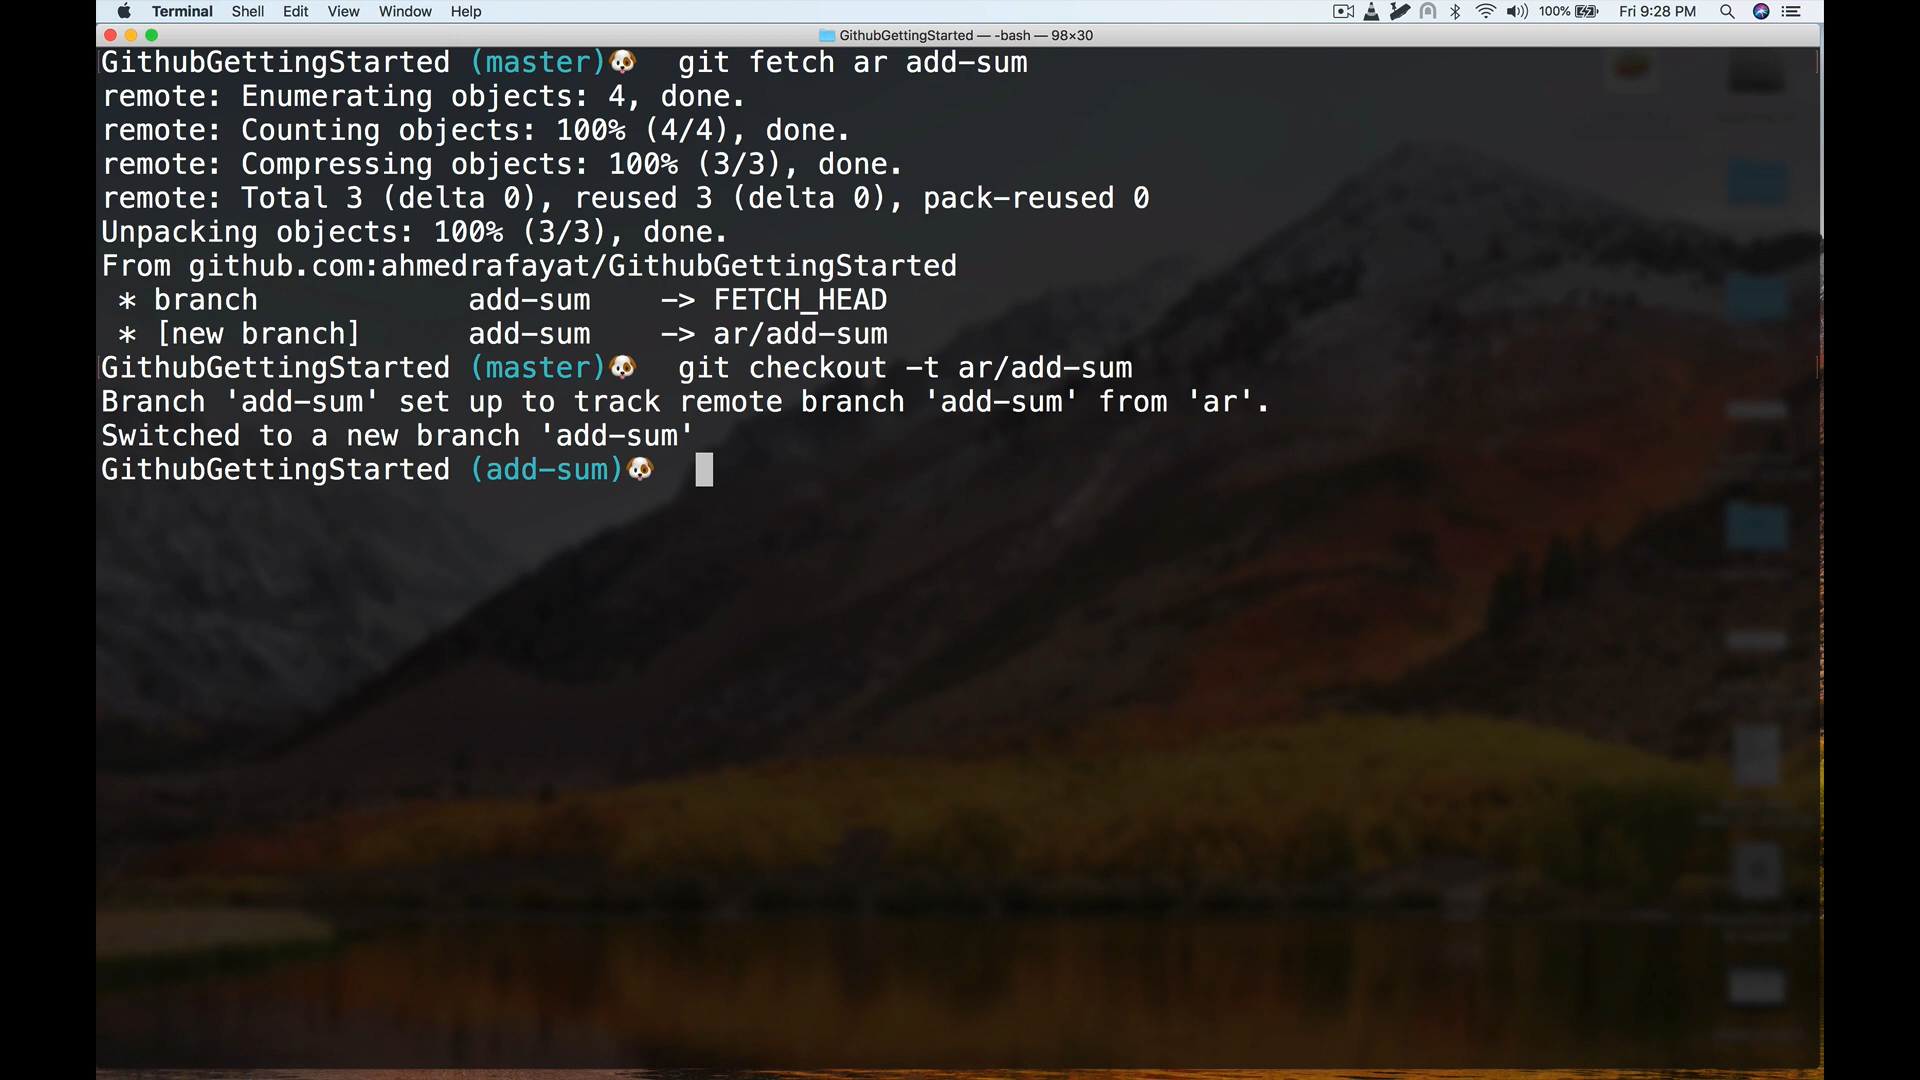 Terminal Shell Edit View Window Help 100% Fri 9:28 PM
GithubGettingStarted — -bash — 98×30
GithubGettingStarted (master)🐶 git fetch ar add-sum
remote: Enumerating objects: 4, done.
remote: Counting objects: 100% (4/4), done.
remote: Compressing objects: 100% (3/3), done.
remote: Total 3 (delta 0), reused 3 (delta 0), pack-reused 0
Unpacking objects: 100% (3/3), done.
From github.com:ahmedrafayat/GithubGettingStarted
 * branch            add-sum    -> FETCH_HEAD
 * [new branch]      add-sum    -> ar/add-sum
GithubGettingStarted (master)🐶 git checkout -t ar/add-sum
Branch 'add-sum' set up to track remote branch 'add-sum' from 'ar'.
Switched to a new branch 'add-sum'
GithubGettingStarted (add-sum)🐶